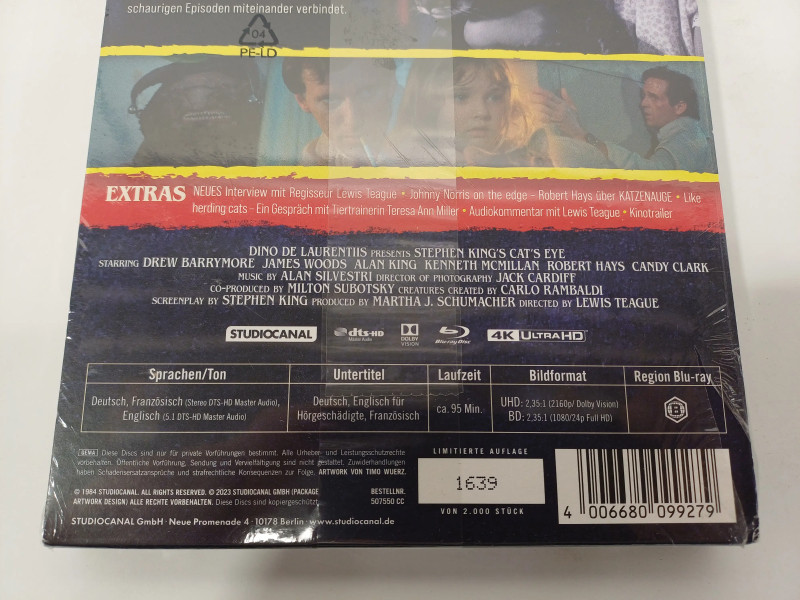 schaurigen Episoden miteinander verbindet.
04
PE-LD
EXTRAS NEUES Interview mit Regisseur Lewis Teague • Johnny Norris on the edge – Robert Hays über KATZENAUGE • Like
herding cats - Ein Gespräch mit Tiertrainerin Teresa Ann Miller • Audiokommentar mit Lewis Teague • Kinotrailer
DINO DE LAURENTIIS PRESENTS STEPHEN KING'S CAT'S EYE
STARRING DREW BARRYMORE JAMES WOODS ALAN KING KENNETH MCMILLAN ROBERT HAYS CANDY CLARK
MUSIC BY ALAN SILVESTRI DIRECTOR OF PHOTOGRAPHY JACK CARDIFF
CO-PRODUCED BY MILTON SUBOTSKY CREATURES CREATED BY CARLO RAMBALDI
SCREENPLAY BY STEPHEN KING PRODUCED BY MARTHA J. SCHUMACHER DIRECTED BY LEWIS TEAGUE
STUDIOCANAL dts-HD Master Audio DOLBY VISION Blu-ray Disc 4K ULTRA HD
Sprachen/Ton Untertitel Laufzeit Bildformat Region Blu-ray
Deutsch, Französisch (Stereo DTS-HD Master Audio),
Englisch (5.1 DTS-HD Master Audio)
Deutsch, Englisch für
Hörgeschädigte, Französisch
ca. 95 Min.
UHD: 2,35:1 (2160p/ Dolby Vision)
BD: 2,35:1 (1080/24p Full HD)
B
[GEMA] Diese Discs sind nur für private Vorführungen bestimmt. Alle Urheber- und Leistungsschutzrechte
vorbehalten. Öffentliche Vorführung, Sendung und Vervielfältigung sind nicht gestattet. Zuwiderhandlungen
haben Schadensersatzansprüche und strafrechtliche Konsequenzen zur Folge. ARTWORK VON TIMO WUERZ.
© 1984 STUDIOCANAL. ALL RIGHTS RESERVED. © 2023 STUDIOCANAL GMBH (PACKAGE
ARTWORK DESIGN) ALLE RECHTE VORBEHALTEN. Diese Discs sind kopiergeschützt.
BESTELLNR.
507550 CC
STUDIOCANAL GmbH · Neue Promenade 4 · 10178 Berlin · www.studiocanal.de
LIMITIERTE AUFLAGE
1639
VON 2.000 STÜCK
4 006680 099279